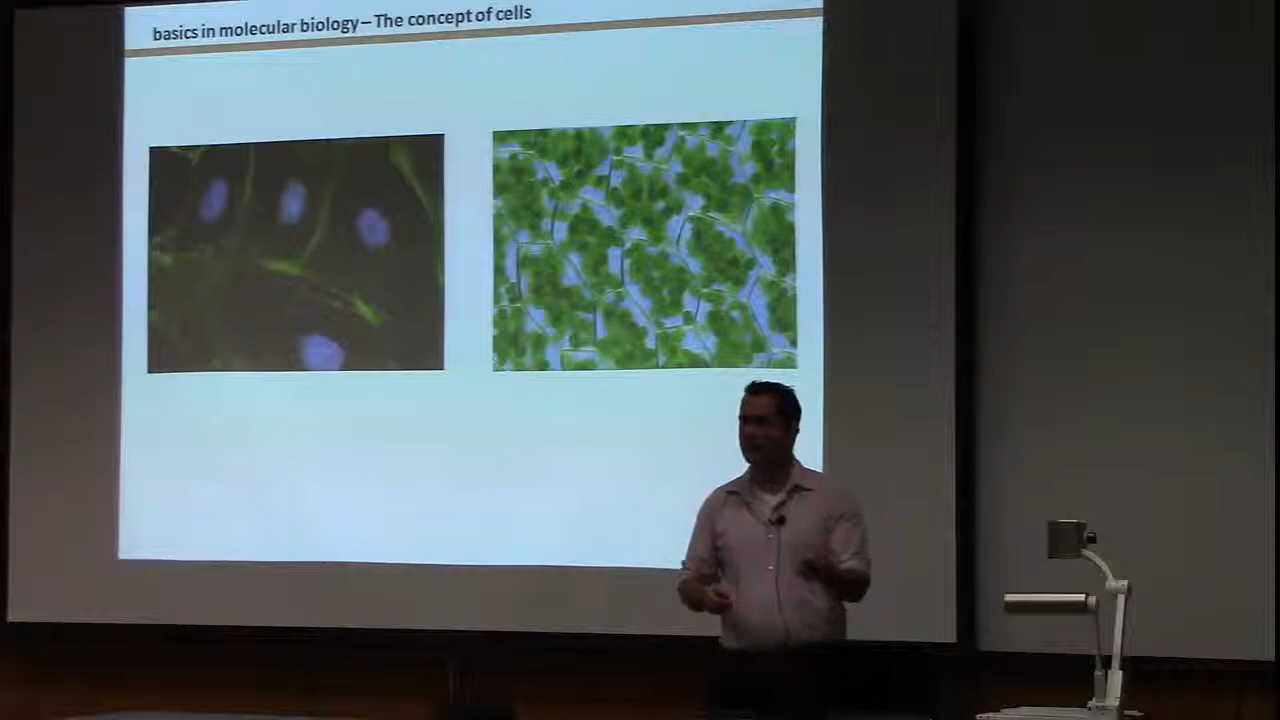 basics in molecular biology – The concept of cells